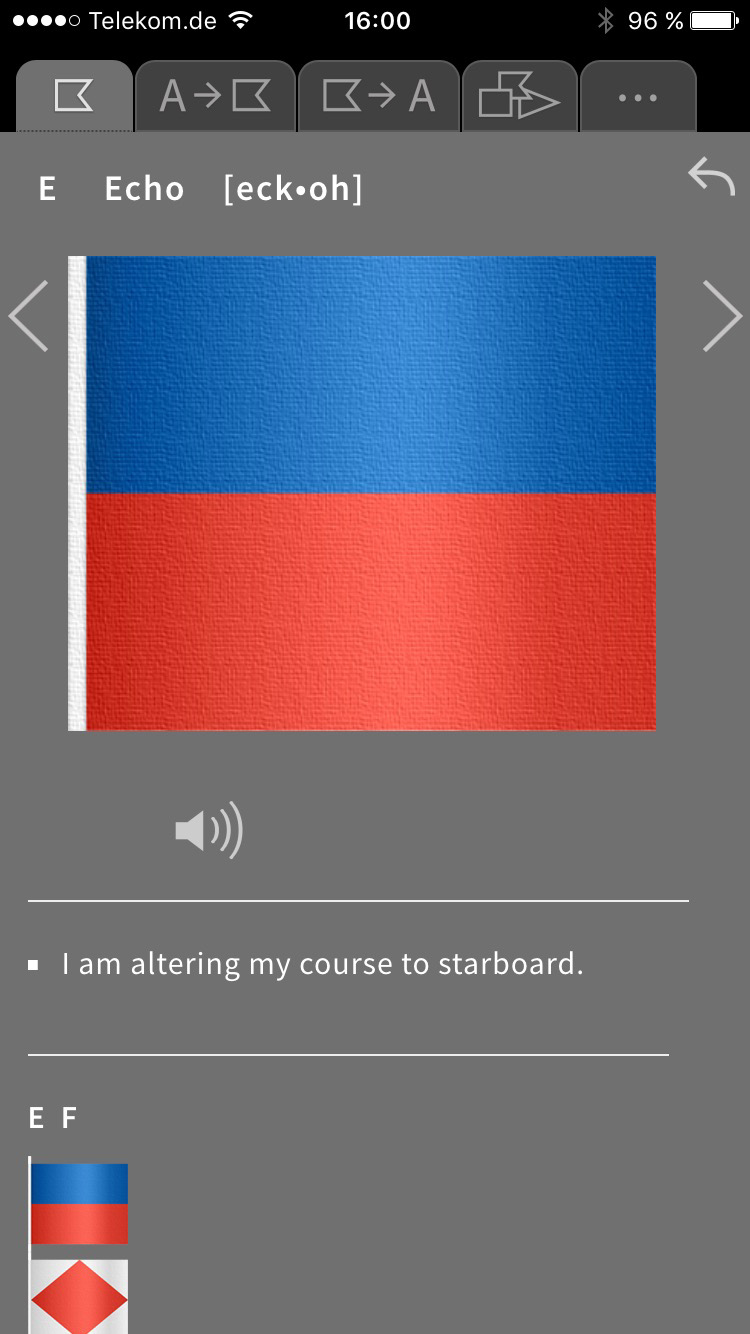 Telekom.de 16:00 96 %
A A
E Echo [eck•oh]
I am altering my course to starboard.
E F